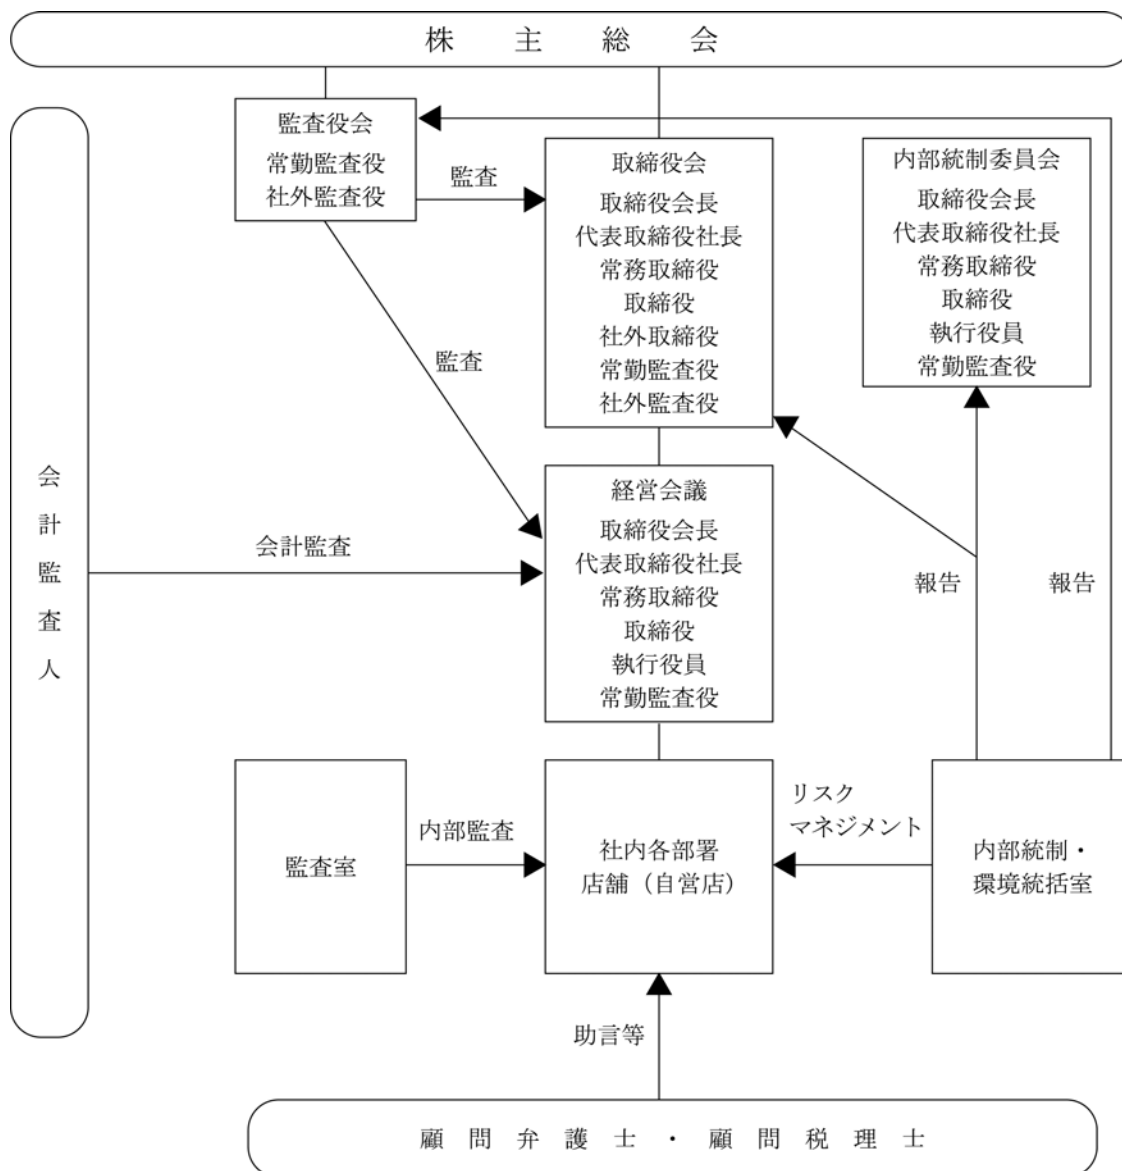 株主総会
監査役会
常勤監査役
社外監査役
監査
取締役会
取締役会長
代表取締役社長
常務取締役
取締役
社外取締役
常勤監査役
社外監査役
内部統制委員会
取締役会長
代表取締役社長
常務取締役
取締役
執行役員
常勤監査役
監査
会計監査人
会計監査
経営会議
取締役会長
代表取締役社長
常務取締役
取締役
執行役員
常勤監査役
報告
報告
監査室
内部監査
社内各部署
店舗（自営店）
リスク
マネジメント
内部統制・
環境統括室
助言等
顧問弁護士・顧問税理士